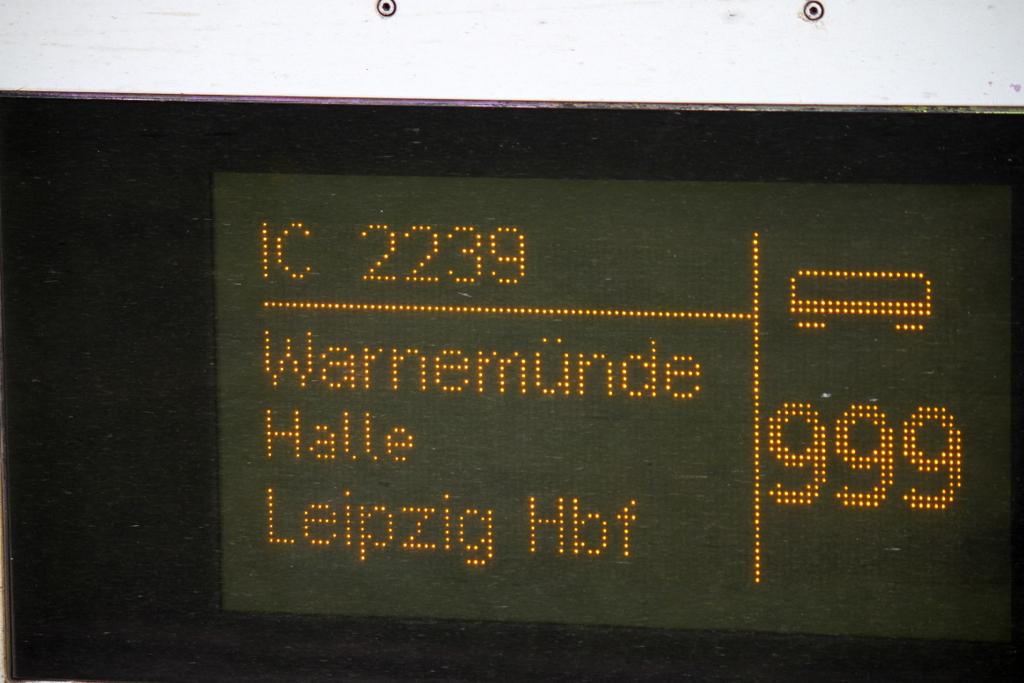 IC 2239
Warnemünde
Halle
Leipzig Hbf
999